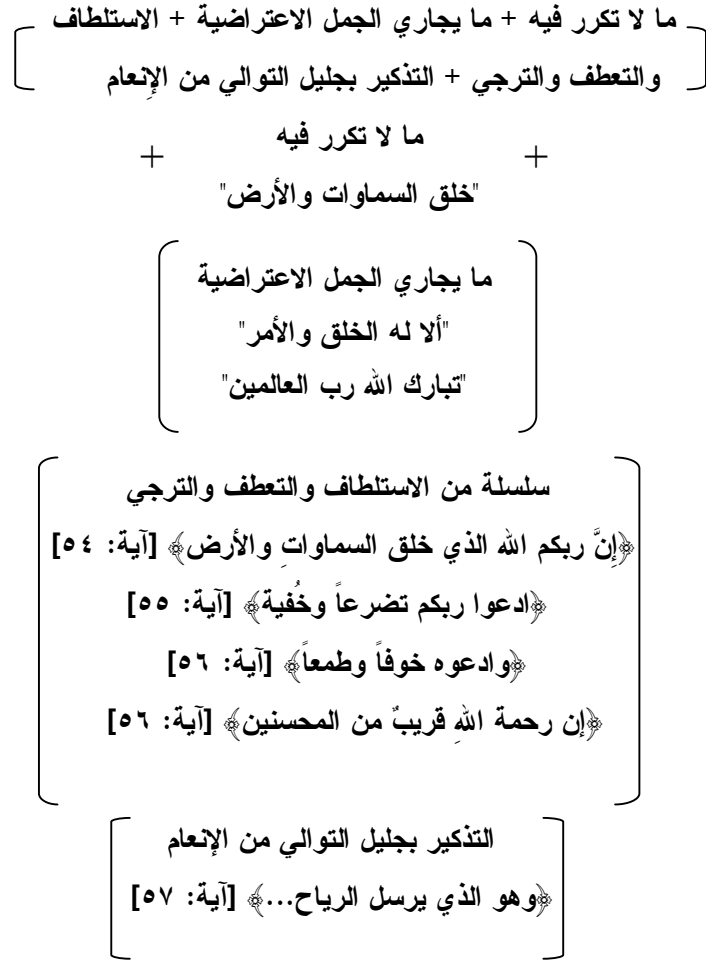 ما لا تكرر فيه + ما يجاري الجمل الاعتراضية + الاستلطاف
والتعطف والترجي + التذكير بجليل التوالي من الإنعام
ما لا تكرر فيه
+ +
"خلق السماوات والأرض"
ما يجاري الجمل الاعتراضية
"ألا له الخلق والأمر"
"تبارك الله رب العالمين"
سلسلة من الاستلطاف والتعطف والترجي
﴿إنَّ ربكم الله الذي خلق السماواتِ والأرض﴾ [آية: ٥٤]
﴿ادعوا ربكم تضرعاً وخُفية﴾ [آية: ٥٥]
﴿وادعوه خوفاً وطمعاً﴾ [آية: ٥٦]
﴿إن رحمة اللهِ قريبٌ من المحسنين﴾ [آية: ٥٦]
التذكير بجليل التوالي من الإنعام
﴿وهو الذي يرسل الرياح...﴾ [آية: ٥٧]